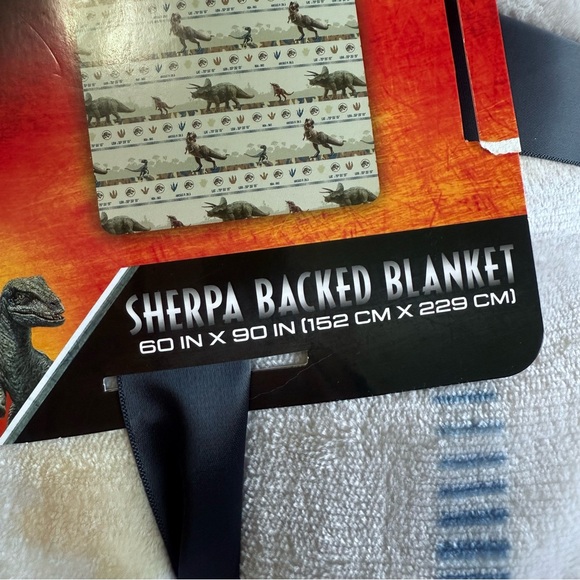 SHERPA BACKED BLANKET
60 IN X 90 IN (152 CM X 229 CM)